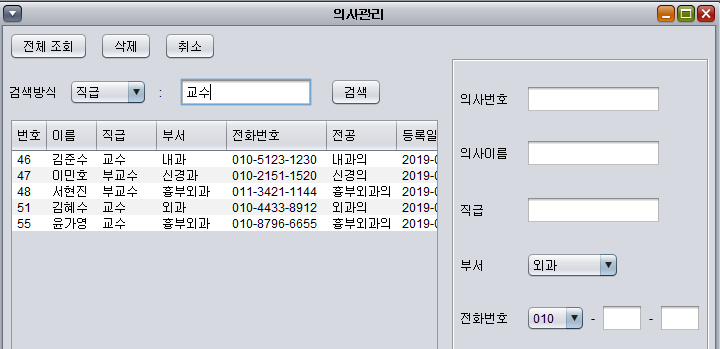 의사관리
전체 조회 삭제 취소
검색방식 직급 : 교수 검색
번호 이름 직급 부서 전화번호 전공 등록일
46 김준수 교수 내과 010-5123-1230 내과의 2019-0
47 이민호 부교수 신경과 010-2151-1520 신경의 2019-0
48 서현진 부교수 흉부외과 011-3421-1144 흉부외과의 2019-0
51 김혜수 교수 외과 010-4433-8912 외과의 2019-0
55 윤가영 교수 흉부외과 010-8796-6655 흉부외과의 2019-0
의사번호
의사이름
직급
부서 외과
전화번호 010 - -